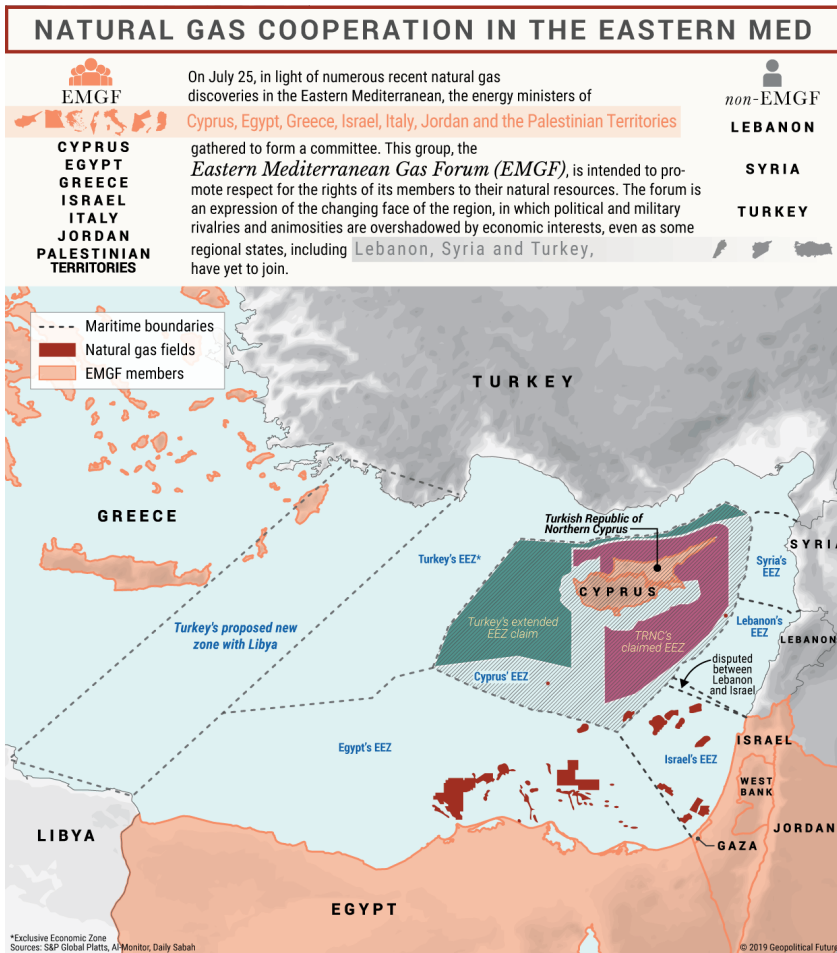 NATURAL GAS COOPERATION IN THE EASTERN MED
EMGF
CYPRUS
EGYPT
GREECE
ISRAEL
ITALY
JORDAN
PALESTINIAN
TERRITORIES
On July 25, in light of numerous recent natural gas
discoveries in the Eastern Mediterranean, the energy ministers of
Cyprus, Egypt, Greece, Israel, Italy, Jordan and the Palestinian Territories
gathered to form a committee. This group, the
Eastern Mediterranean Gas Forum (EMGF), is intended to pro-
mote respect for the rights of its members to their natural resources. The forum is
an expression of the changing face of the region, in which political and military
rivalries and animosities are overshadowed by economic interests, even as some
regional states, including Lebanon, Syria and Turkey,
have yet to join.
non-EMGF
LEBANON
SYRIA
TURKEY
Maritime boundaries
Natural gas fields
EMGF members
TURKEY
GREECE
Turkish Republic of
Northern Cyprus
Turkey's EEZ*
SYRIA
Syria's
EEZ
CYPRUS
Turkey's extended
EEZ claim
TRNC's
claimed EEZ
Lebanon's
EEZ
LEBANON
Turkey's proposed new
zone with Libya
disputed
between
Lebanon
and Israel
Cyprus' EEZ
Egypt's EEZ
Israel's EEZ
ISRAEL
WEST
BANK
JORDAN
GAZA
LIBYA
EGYPT
*Exclusive Economic Zone
Sources: S&P Global Platts, Al-Monitor, Daily Sabah
© 2019 Geopolitical Future